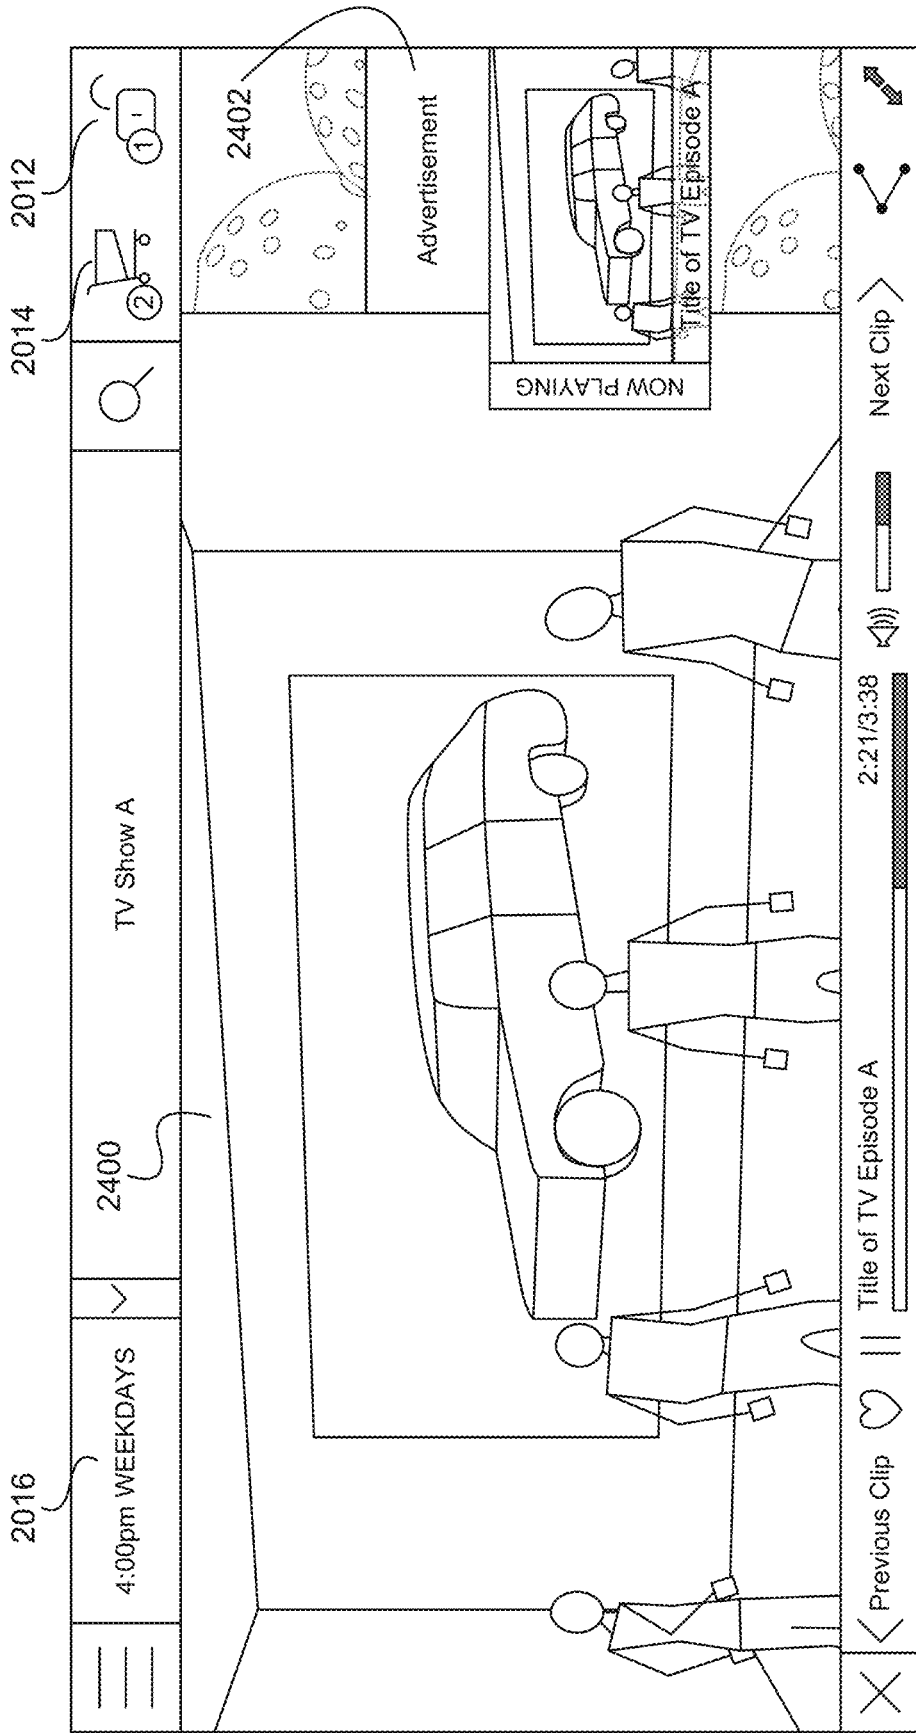 2016
2400
2014
2012
4:00pm WEEKDAYS
TV Show A
2
1
2402
Advertisement
NOW PLAYING
Title of TV Episode A
Previous Clip
Title of TV Episode A
2:21/3:38
Next Clip